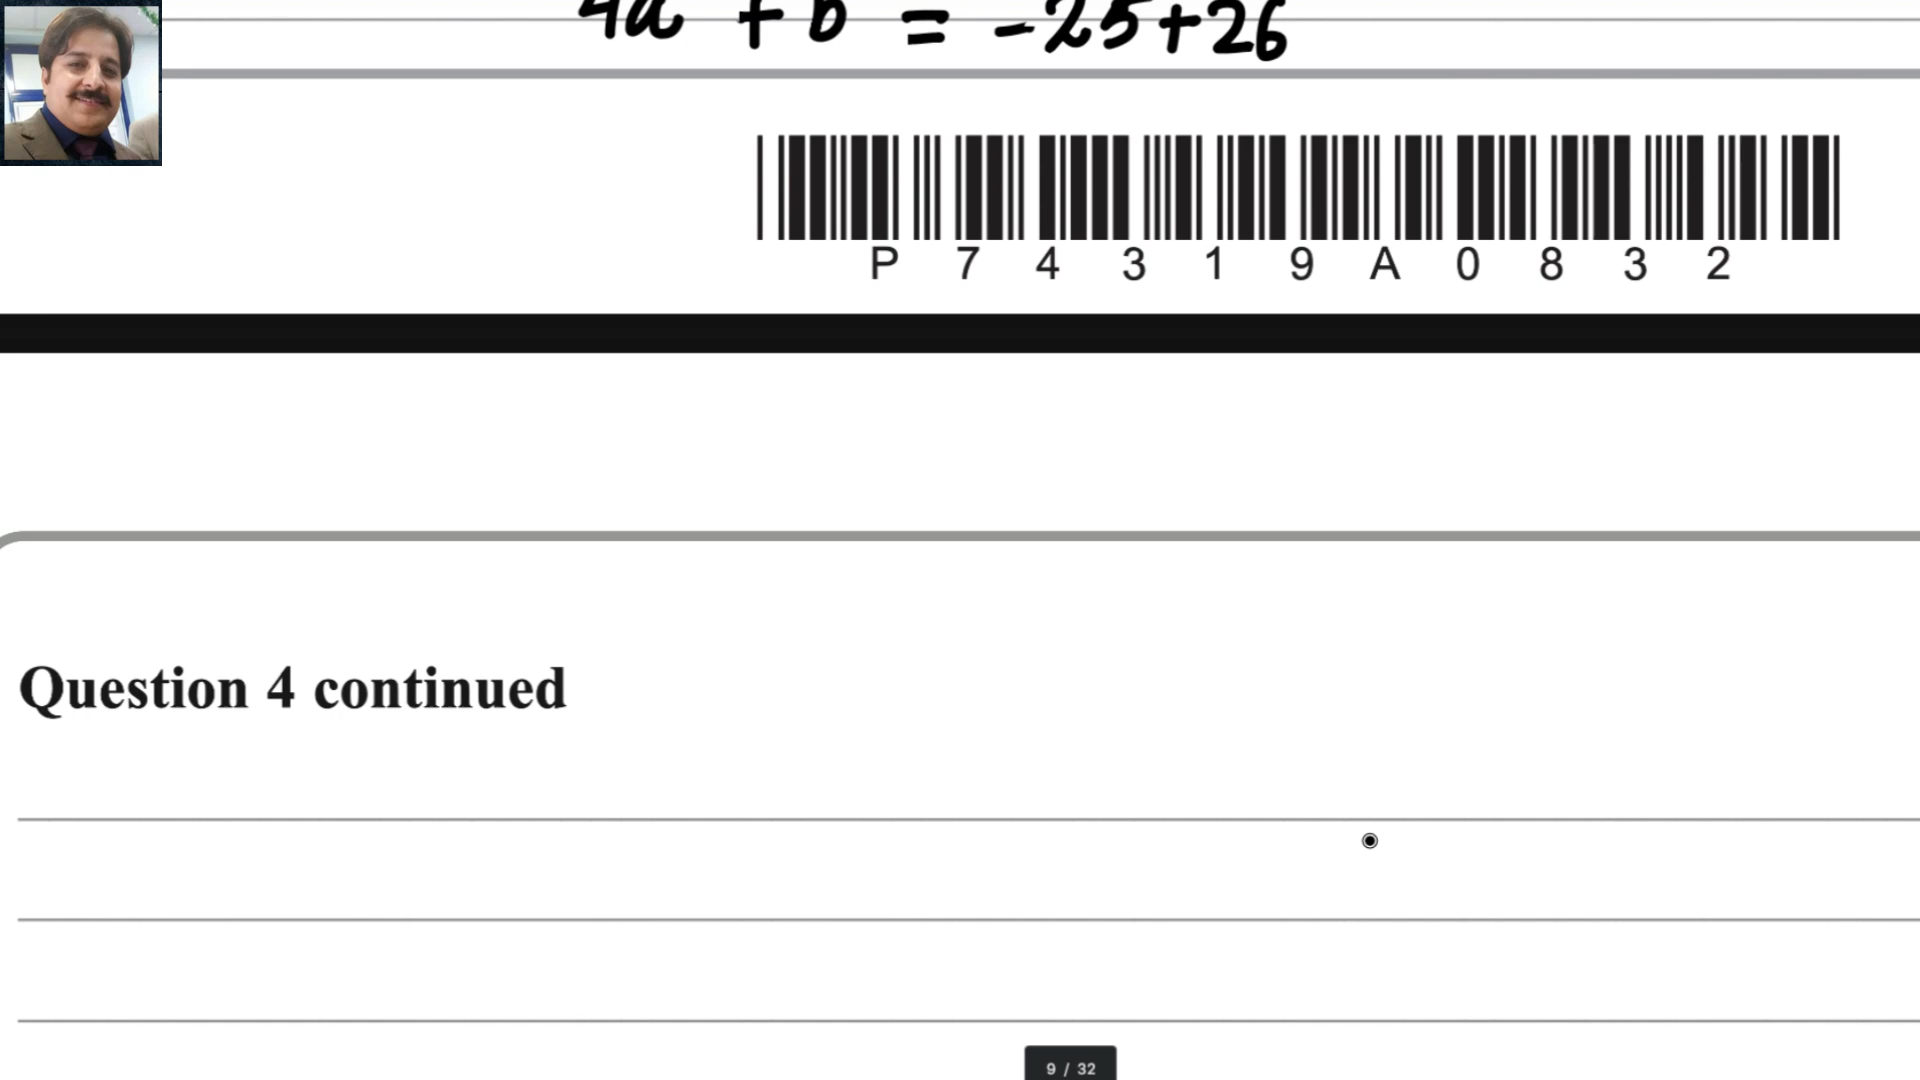 4a + b = -25+26
P 7 4 3 1 9 A 0 8 3 2
Question 4 continued
9 / 32